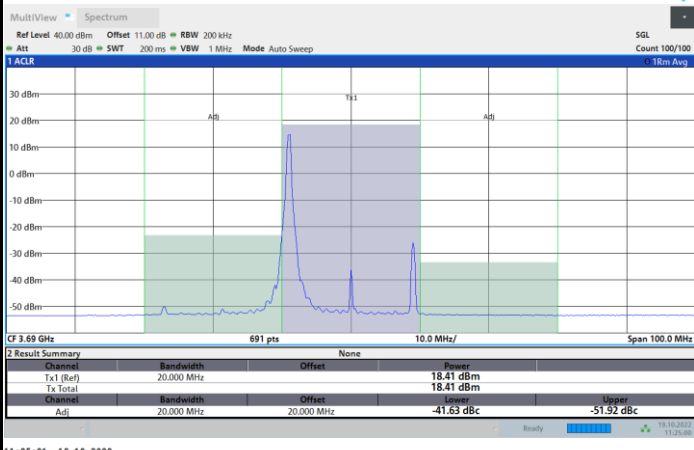 MultiView Spectrum
Ref Level 40.00 dBm Offset 11.00 dB RBW 200 kHz SGL
Att 30 dB SWT 200 ms VBW 1 MHz Mode Auto Sweep Count 100/100
1 ACLR 1Rm Avg
30 dBm
Tx1
20 dBm
Adj Adj
10 dBm
0 dBm
-10 dBm
-20 dBm
-30 dBm
-40 dBm
-50 dBm
CF 3.69 GHz 691 pts 10.0 MHz/ Span 100.0 MHz
2 Result Summary None
Channel Bandwidth Offset Power
Tx1 (Ref) 20.000 MHz 18.41 dBm
Tx Total 18.41 dBm
Channel Bandwidth Offset Lower Upper
Adj 20.000 MHz 20.000 MHz -41.63 dBc -51.92 dBc
Ready 19.10.2022
11:25:00